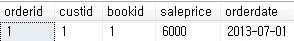 orderid custid bookid saleprice orderdate
1 1 1 6000 2013-07-01